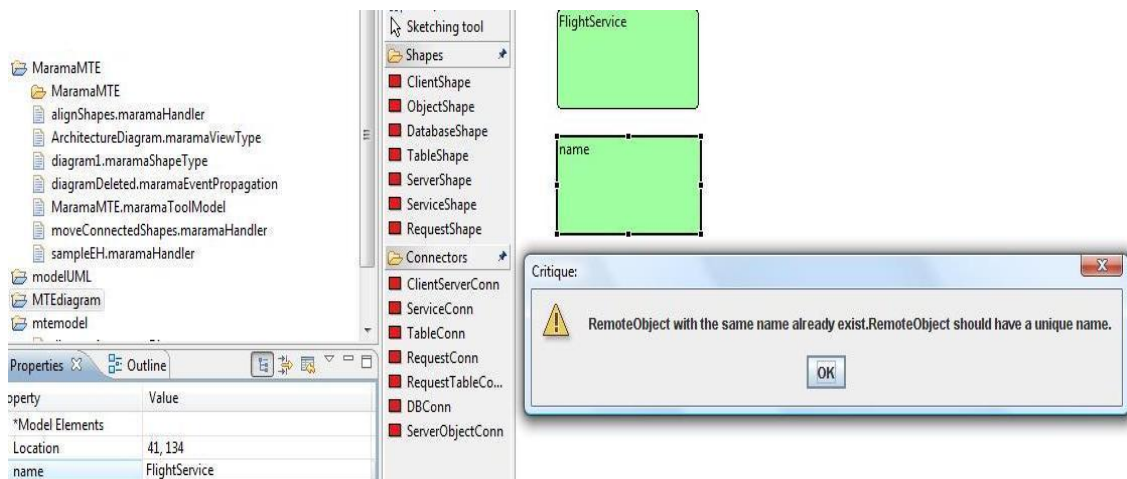 MaramaMTE
MaramaMTE
alignShapes.maramaHandler
ArchitectureDiagram.maramaViewType
diagram1.maramaShapeType
diagramDeleted.maramaEventPropagation
MaramaMTE.maramaToolModel
moveConnectedShapes.maramaHandler
sampleEH.maramaHandler
modelUML
MTEdiagram
mtemodel
Properties
Outline
operty
Value
*Model Elements
Location
41, 134
name
FlightService
Sketching tool
Shapes
ClientShape
ObjectShape
DatabaseShape
TableShape
ServerShape
ServiceShape
RequestShape
Connectors
ClientServerConn
ServiceConn
TableConn
RequestConn
RequestTableCo...
DBConn
ServerObjectConn
FlightService
name
Critique:
RemoteObject with the same name already exist.RemoteObject should have a unique name.
OK